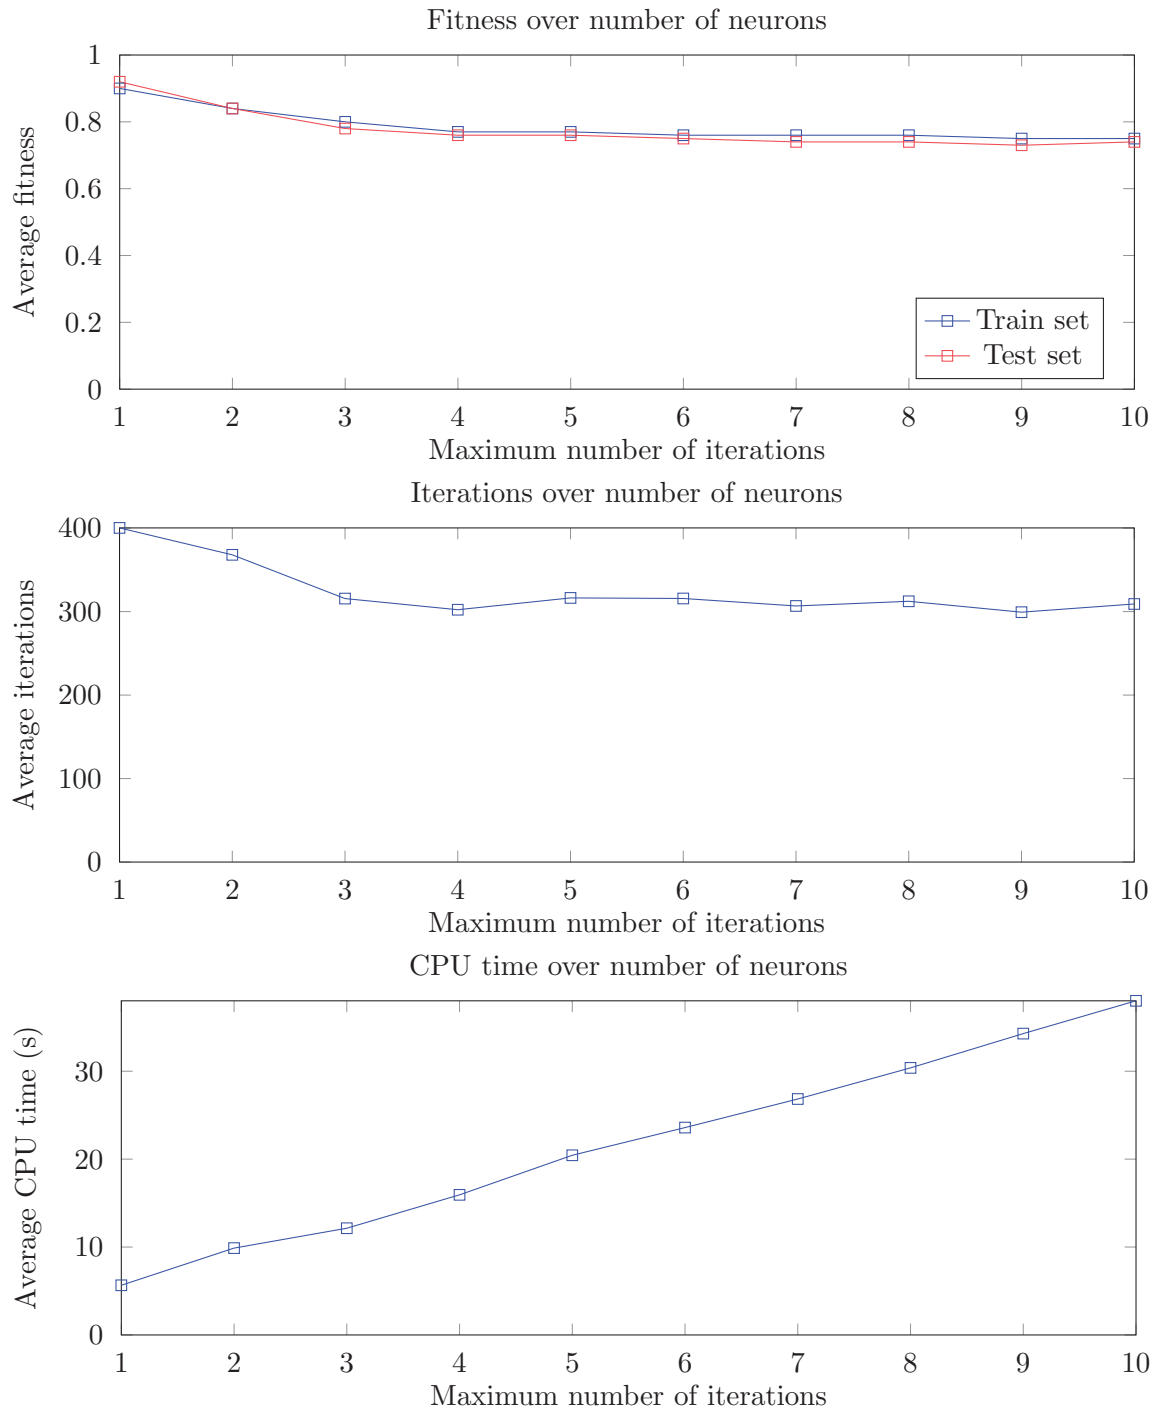 Fitness over number of neurons
1
0.8
0.6
0.4
0.2
0
Average fitness
Train set
Test set
1 2 3 4 5 6 7 8 9 10
Maximum number of iterations
Iterations over number of neurons
400
300
200
100
0
Average iterations
1 2 3 4 5 6 7 8 9 10
Maximum number of iterations
CPU time over number of neurons
30
20
10
0
Average CPU time (s)
1 2 3 4 5 6 7 8 9 10
Maximum number of iterations